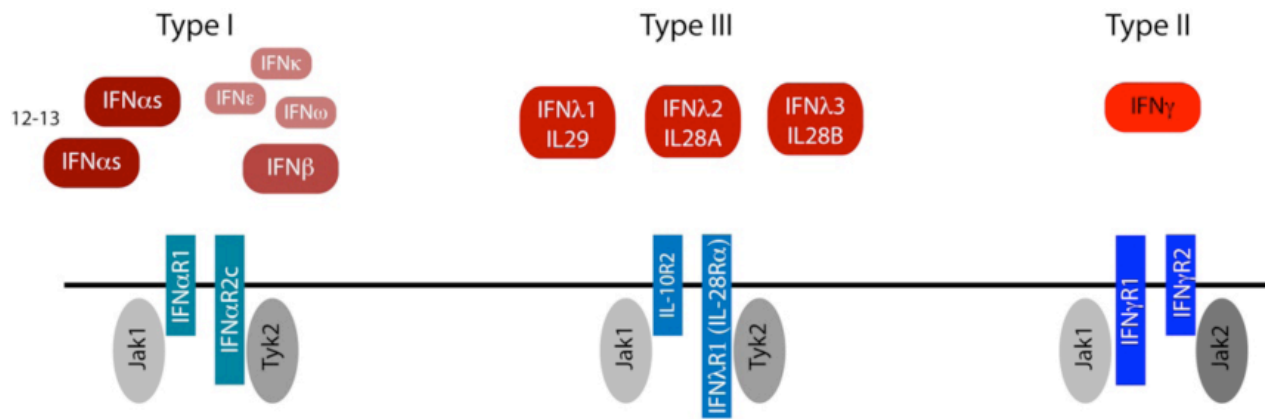 Type I
Type III
Type II
12-13
IFNαs
IFNαs
IFNκ
IFNε
IFNω
IFNβ
IFNλ1
IL29
IFNλ2
IL28A
IFNλ3
IL28B
IFNγ
Jak1
IFNαR1
IFNαR2c
Tyk2
Jak1
IL-10R2
IFNλR1 (IL-28Rα)
Tyk2
Jak1
IFNγR1
IFNγR2
Jak2